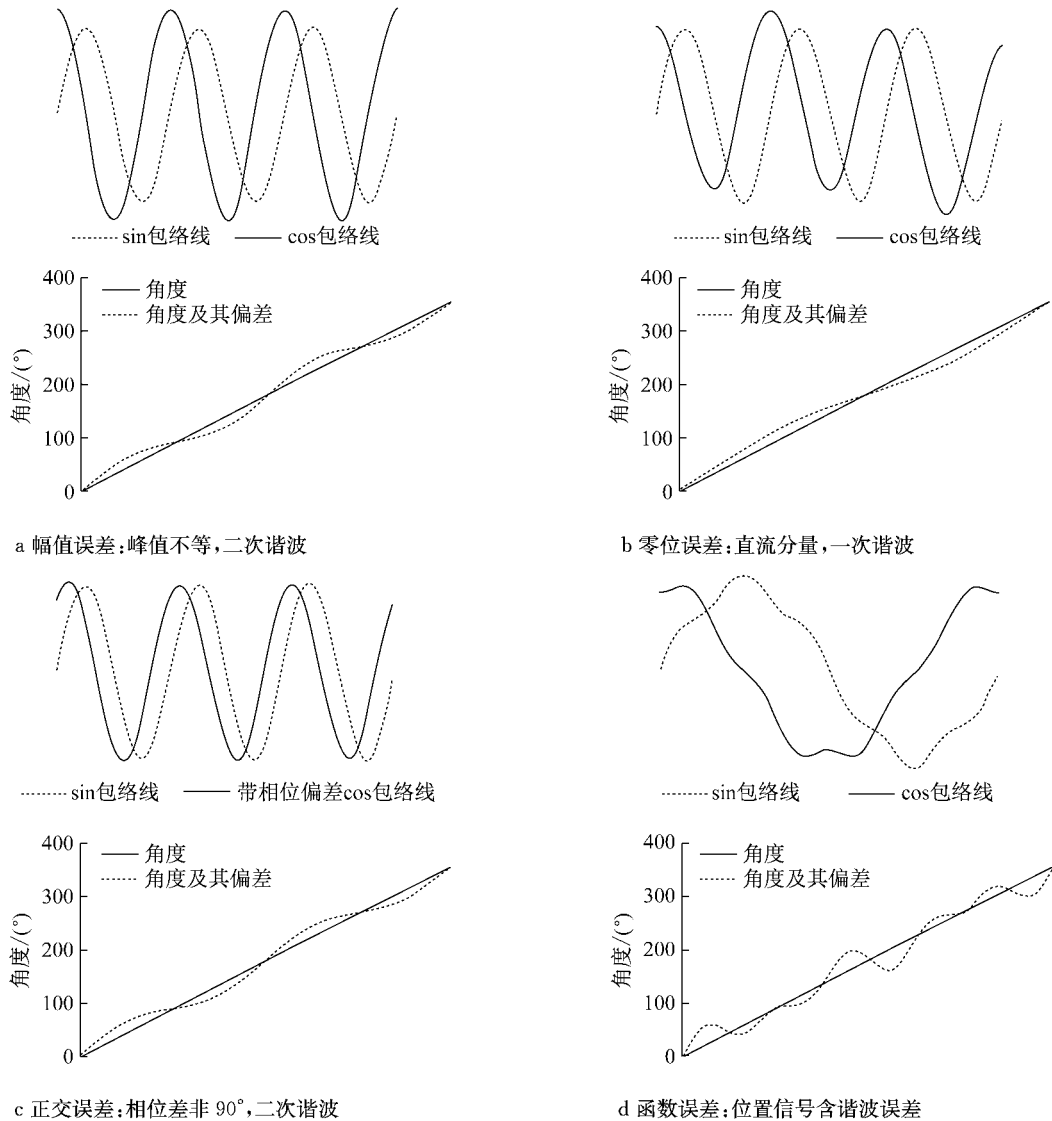 sin包络线 cos包络线
400
300
200
100
0
角度/(°)
角度
角度及其偏差
a 幅值误差:峰值不等,二次谐波
sin包络线 cos包络线
400
300
200
100
0
角度/(°)
角度
角度及其偏差
b 零位误差:直流分量,一次谐波
sin包络线 带相位偏差cos包络线
400
300
200
100
0
角度/(°)
角度
角度及其偏差
c 正交误差:相位差非 90°,二次谐波
sin包络线 cos包络线
400
300
200
100
0
角度/(°)
角度
角度及其偏差
d 函数误差:位置信号含谐波误差